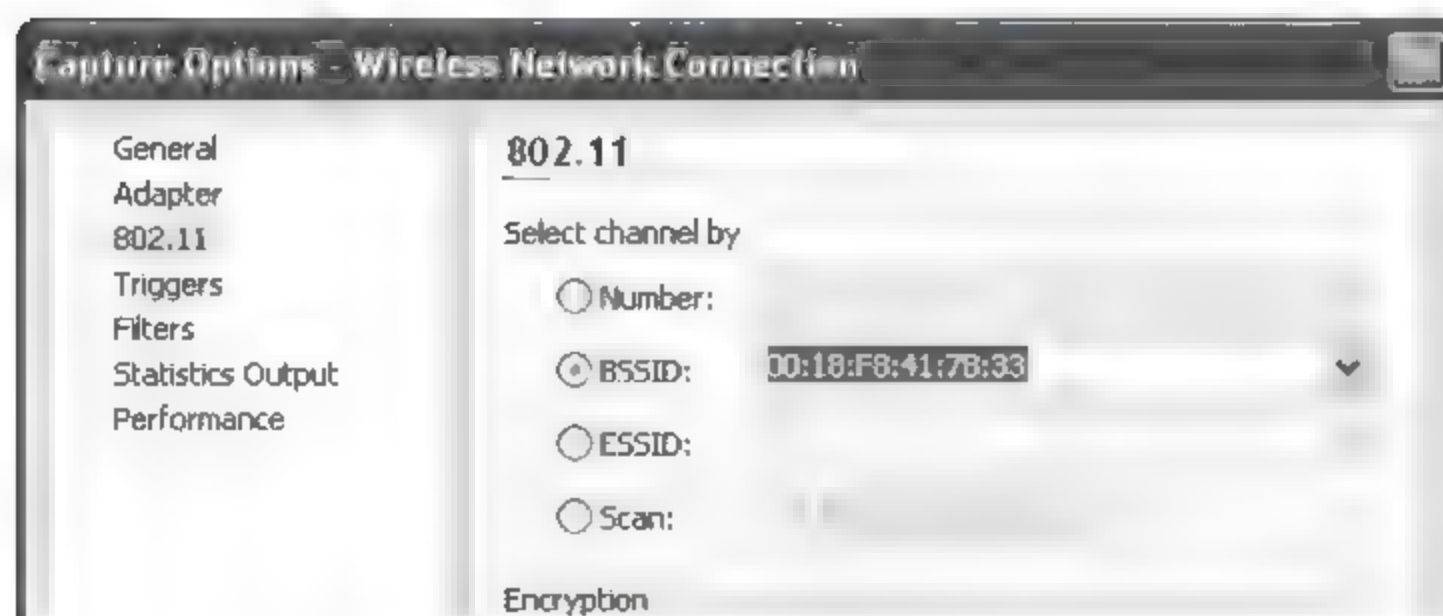 Capture Options - Wireless Network Connection
General
Adapter
802.11
Triggers
Filters
Statistics Output
Performance
802.11
Select channel by
Number:
BSSID: 00:18:F8:41:7B:33
ESSID:
Scan:
Encryption